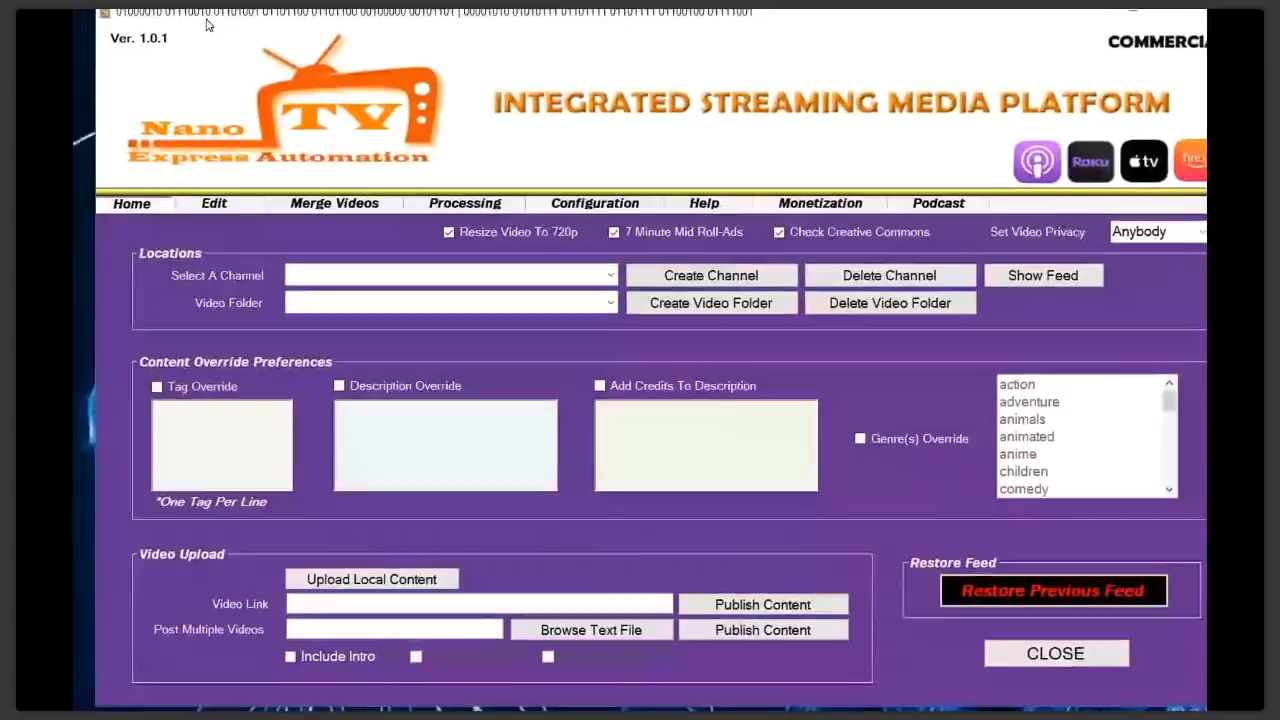 Ver. 1.0.1
COMMERCIA
Nano TV
Express Automation
INTEGRATED STREAMING MEDIA PLATFORM
ROKU
tv
fire
Home Edit Merge Videos Processing Configuration Help Monetization Podcast
Resize Video To 720p 7 Minute Mid Roll-Ads Check Creative Commons Set Video Privacy Anybody
Locations
Select A Channel Create Channel Delete Channel Show Feed
Video Folder Create Video Folder Delete Video Folder
Content Override Preferences
Tag Override Description Override Add Credits To Description
*One Tag Per Line
Genre(s) Override
action
adventure
animals
animated
anime
children
comedy
Video Upload
Upload Local Content
Video Link Publish Content
Post Multiple Videos Browse Text File Publish Content
Include Intro
Restore Feed
Restore Previous Feed
CLOSE